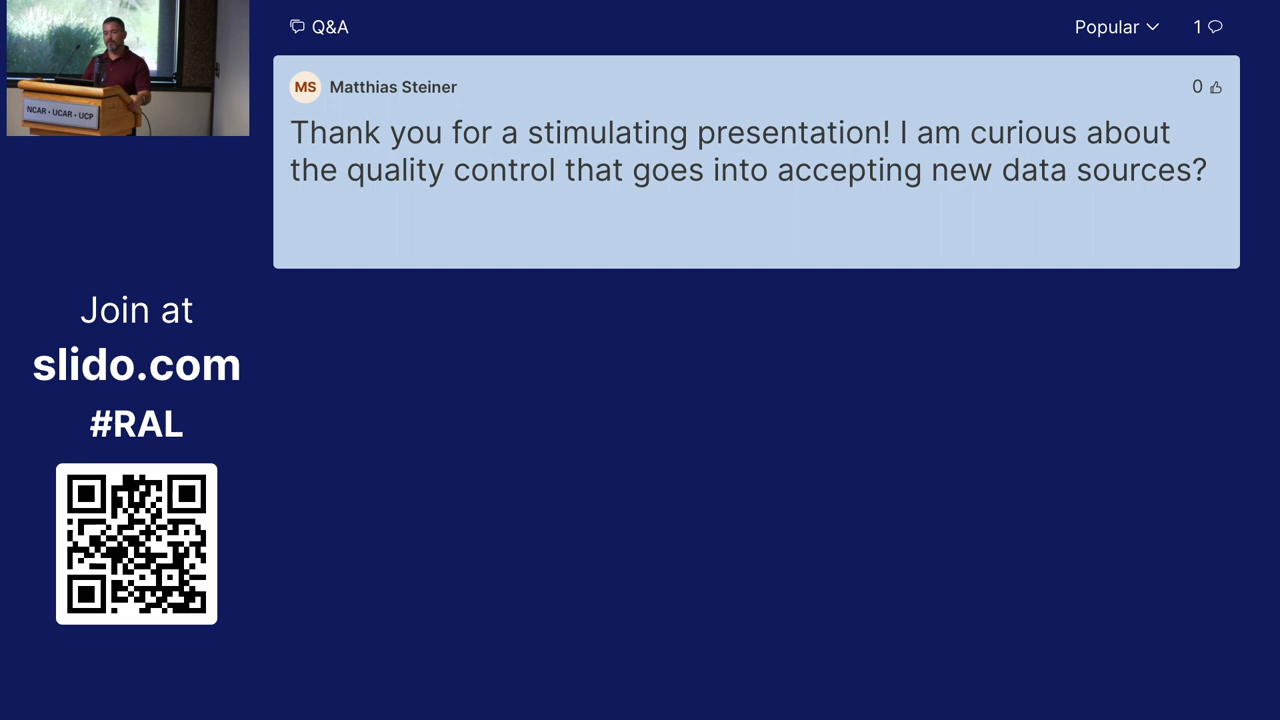 NCAR • UCAR • UCP
Q&A
Popular
1
MS
Matthias Steiner
0
Thank you for a stimulating presentation! I am curious about
the quality control that goes into accepting new data sources?
Join at
slido.com
#RAL